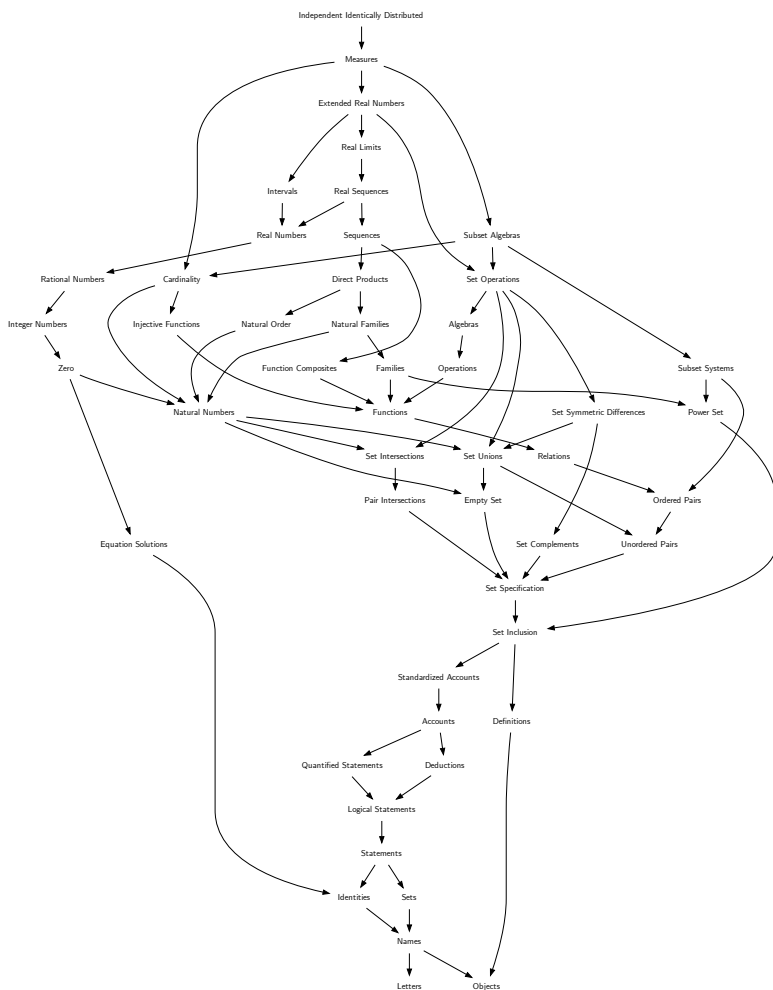 Independent Identically Distributed
Measures
Extended Real Numbers
Real Limits
Intervals
Real Sequences
Real Numbers
Sequences
Subset Algebras
Rational Numbers
Cardinality
Direct Products
Set Operations
Integer Numbers
Injective Functions
Natural Order
Natural Families
Algebras
Zero
Function Composites
Families
Operations
Subset Systems
Natural Numbers
Functions
Set Symmetric Differences
Power Set
Set Intersections
Set Unions
Relations
Pair Intersections
Empty Set
Ordered Pairs
Equation Solutions
Set Complements
Unordered Pairs
Set Specification
Set Inclusion
Standardized Accounts
Accounts
Definitions
Quantified Statements
Deductions
Logical Statements
Statements
Identities
Sets
Names
Letters
Objects